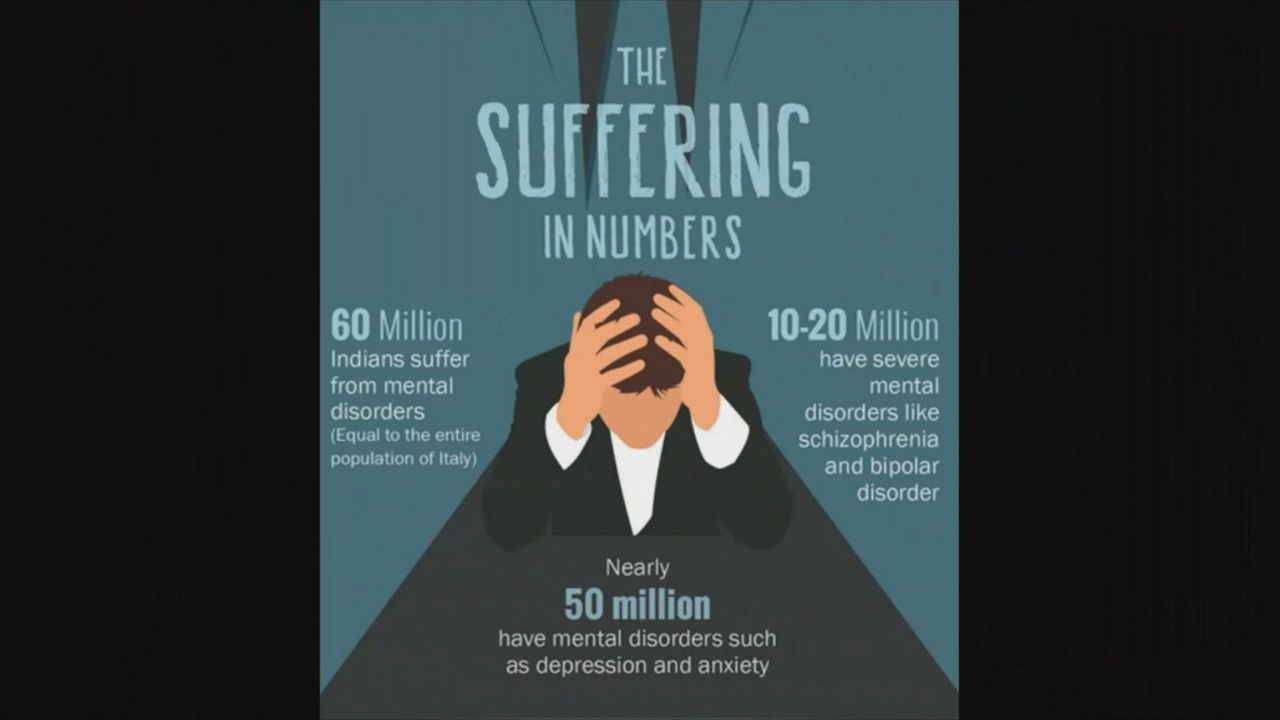 THE
SUFFERING
IN NUMBERS
60 Million
Indians suffer
from mental
disorders
(Equal to the entire
population of Italy)
10-20 Million
have severe
mental
disorders like
schizophrenia
and bipolar
disorder
Nearly
50 million
have mental disorders such
as depression and anxiety